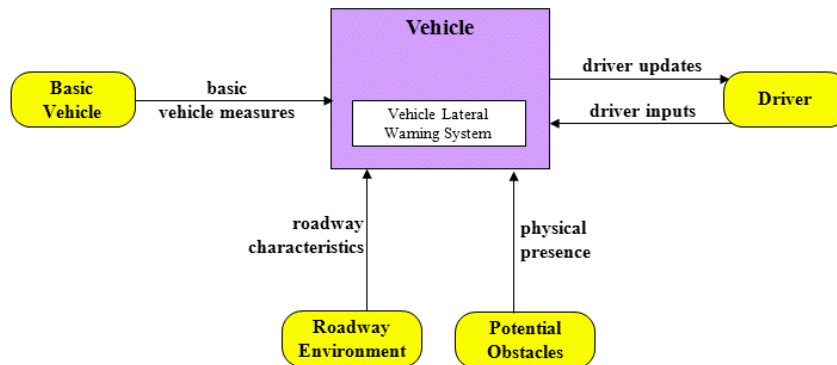 Vehicle
Vehicle Lateral
Warning System
Basic
Vehicle
basic
vehicle measures
driver updates
driver inputs
Driver
roadway
characteristics
physical
presence
Roadway
Environment
Potential
Obstacles